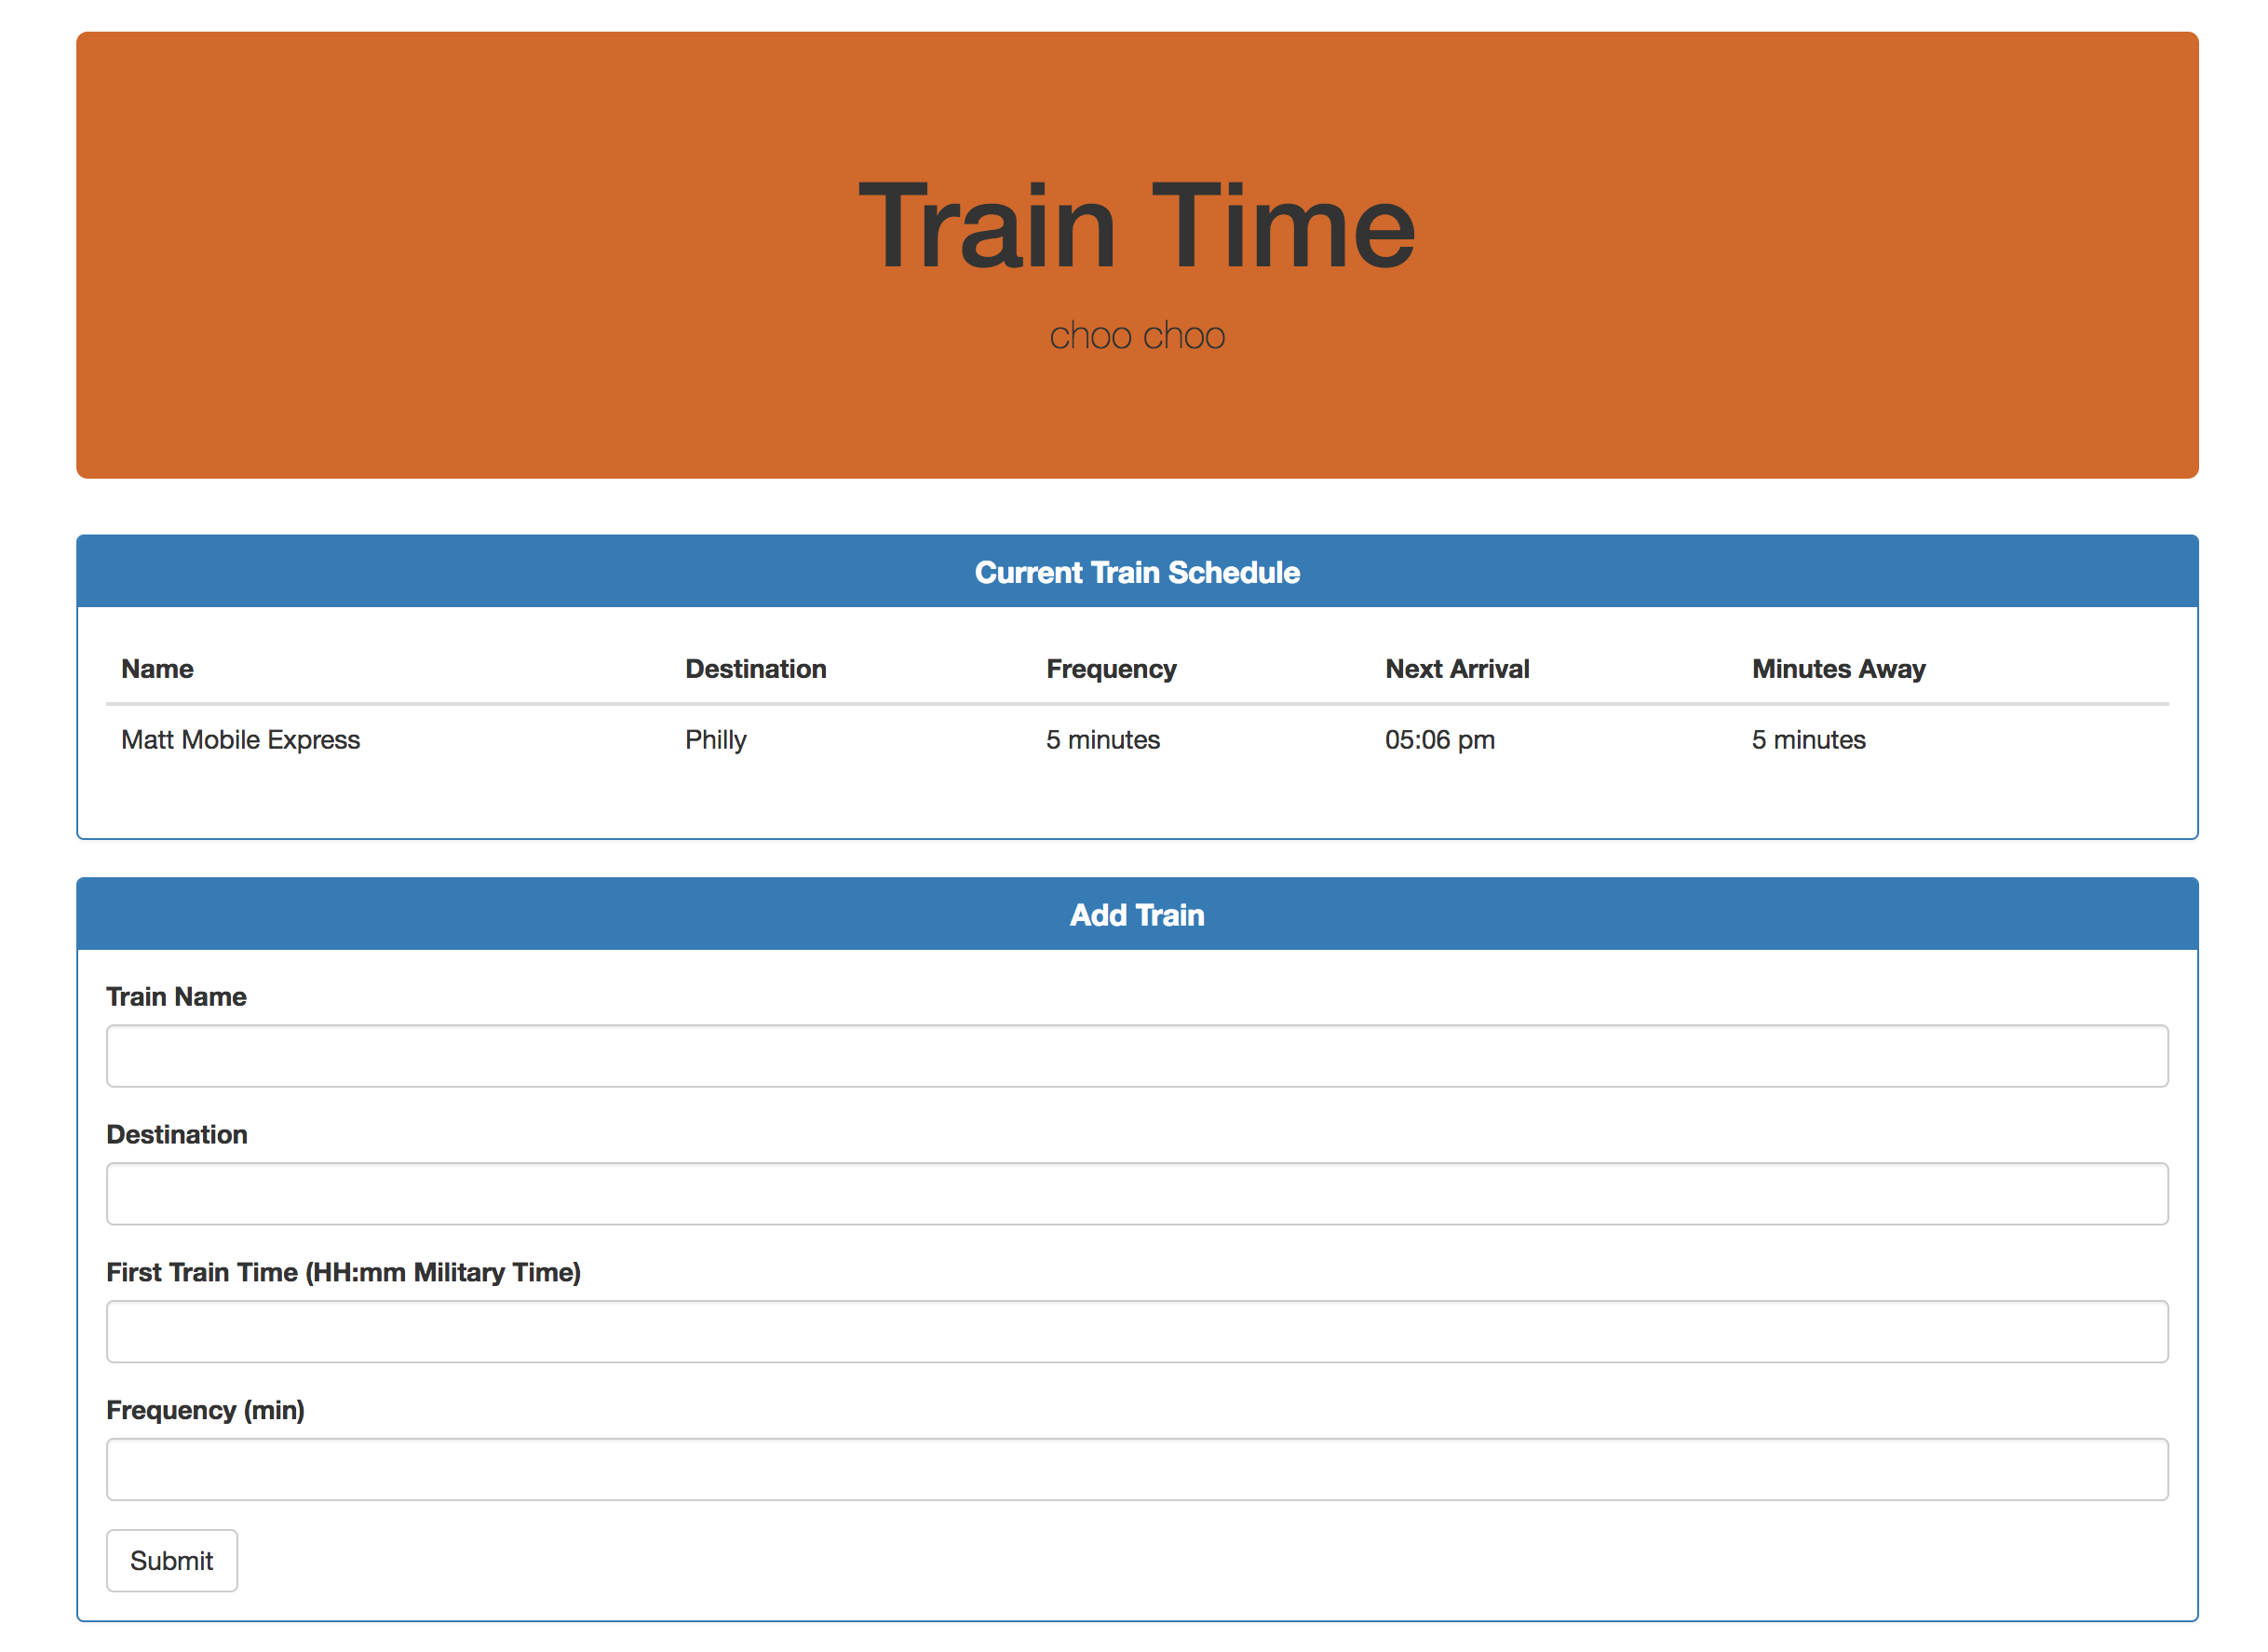 Train Time
choo choo
Current Train Schedule
Name Destination Frequency Next Arrival Minutes Away
Matt Mobile Express Philly 5 minutes 05:06 pm 5 minutes
Add Train
Train Name
Destination
First Train Time (HH:mm Military Time)
Frequency (min)
Submit